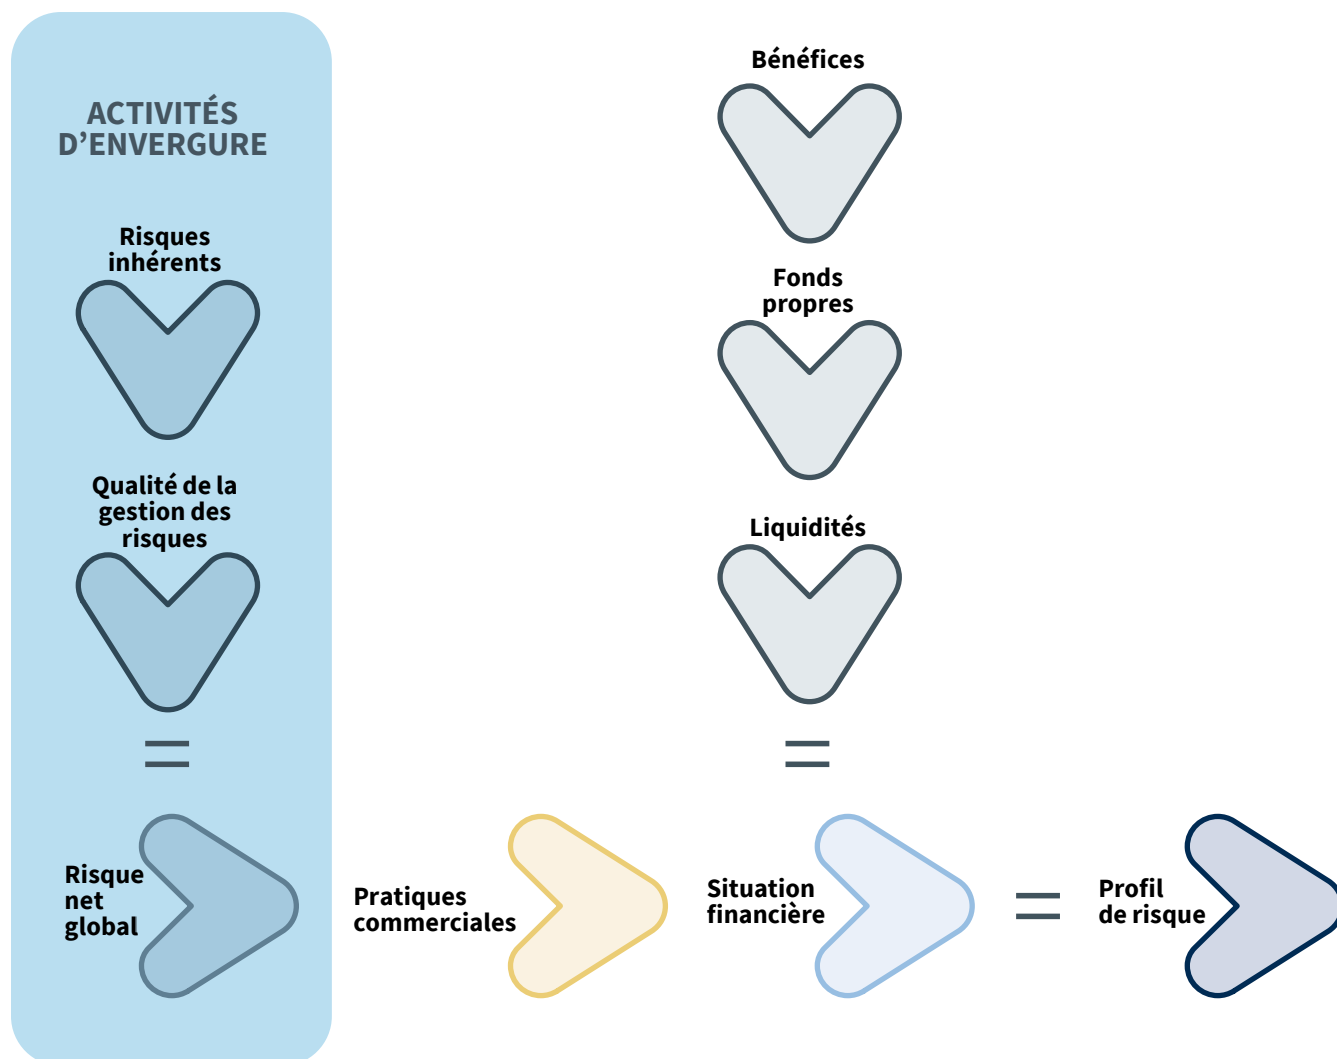 ACTIVITÉS
D’ENVERGURE
Risques
inhérents
Qualité de la
gestion des
risques
=
Risque
net
global
Pratiques
commerciales
Bénéfices
Fonds
propres
Liquidités
=
Situation
financière
=
Profil
de risque